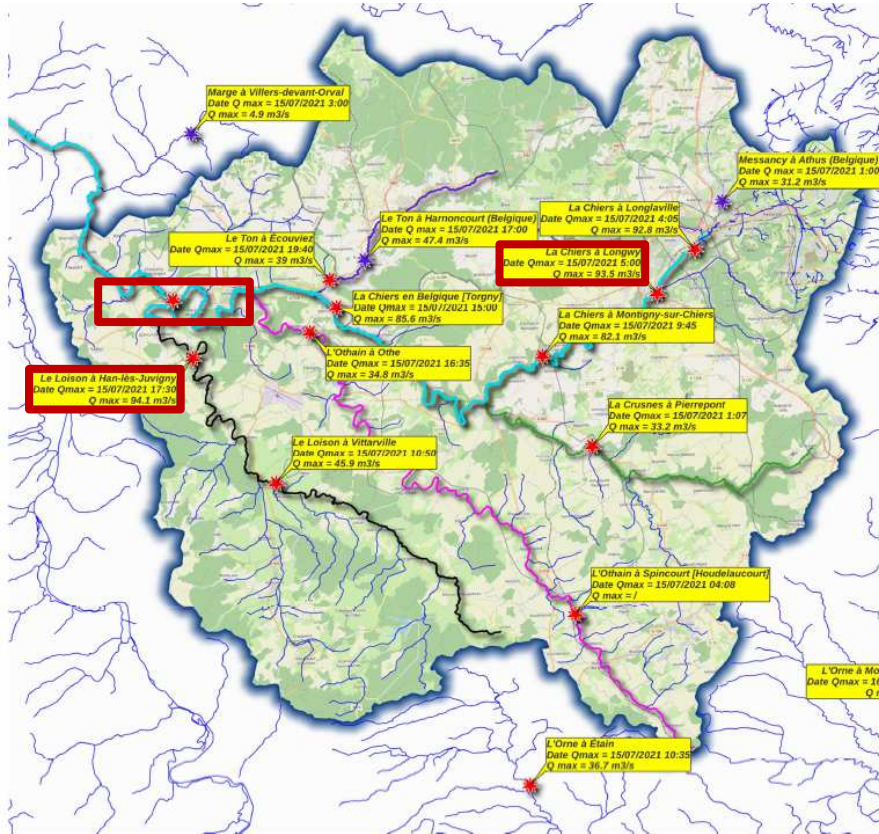 Marge à Villers-devant-Orval
Date Q max = 15/07/2021 3:00
Q max = 4.9 m3/s
Messancy à Athus (Belgique)
Date Q max = 15/07/2021 1:00
Q max = 31.2 m3/s
La Chiers à Longlaville
Date Qmax = 15/07/2021 4:05
Q max = 92.8 m3/s
Le Ton à Harnoncourt (Belgique)
Date Q max = 15/07/2021 17:00
Q max = 47.4 m3/s
Le Ton à Écouviez
Date Qmax = 15/07/2021 19:40
Q max = 39 m3/s
La Chiers à Longwy
Date Qmax = 15/07/2021 5:00
Q max = 93.5 m3/s
La Chiers en Belgique [Torgny]
Date Q max = 15/07/2021 15:00
Q max = 85.6 m3/s
La Chiers à Montigny-sur-Chiers
Date Qmax = 15/07/2021 9:45
Q max = 82.1 m3/s
L'Othain à Othe
Date Qmax = 15/07/2021 16:35
Q max = 34.8 m3/s
Le Loison à Han-lès-Juvigny
Date Qmax = 15/07/2021 17:30
Q max = 94.1 m3/s
La Crusnes à Pierrepont
Date Qmax = 15/07/2021 1:07
Q max = 33.2 m3/s
Le Loison à Vittarville
Date Qmax = 15/07/2021 10:50
Q max = 45.9 m3/s
L'Othain à Spincourt [Houdelaucourt]
Date Qmax = 15/07/2021 04:08
Q max = /
L'Orne à Mo
Date Qmax = 16
Q m
L'Orne à Étain
Date Qmax = 15/07/2021 10:35
Q max = 36.7 m3/s